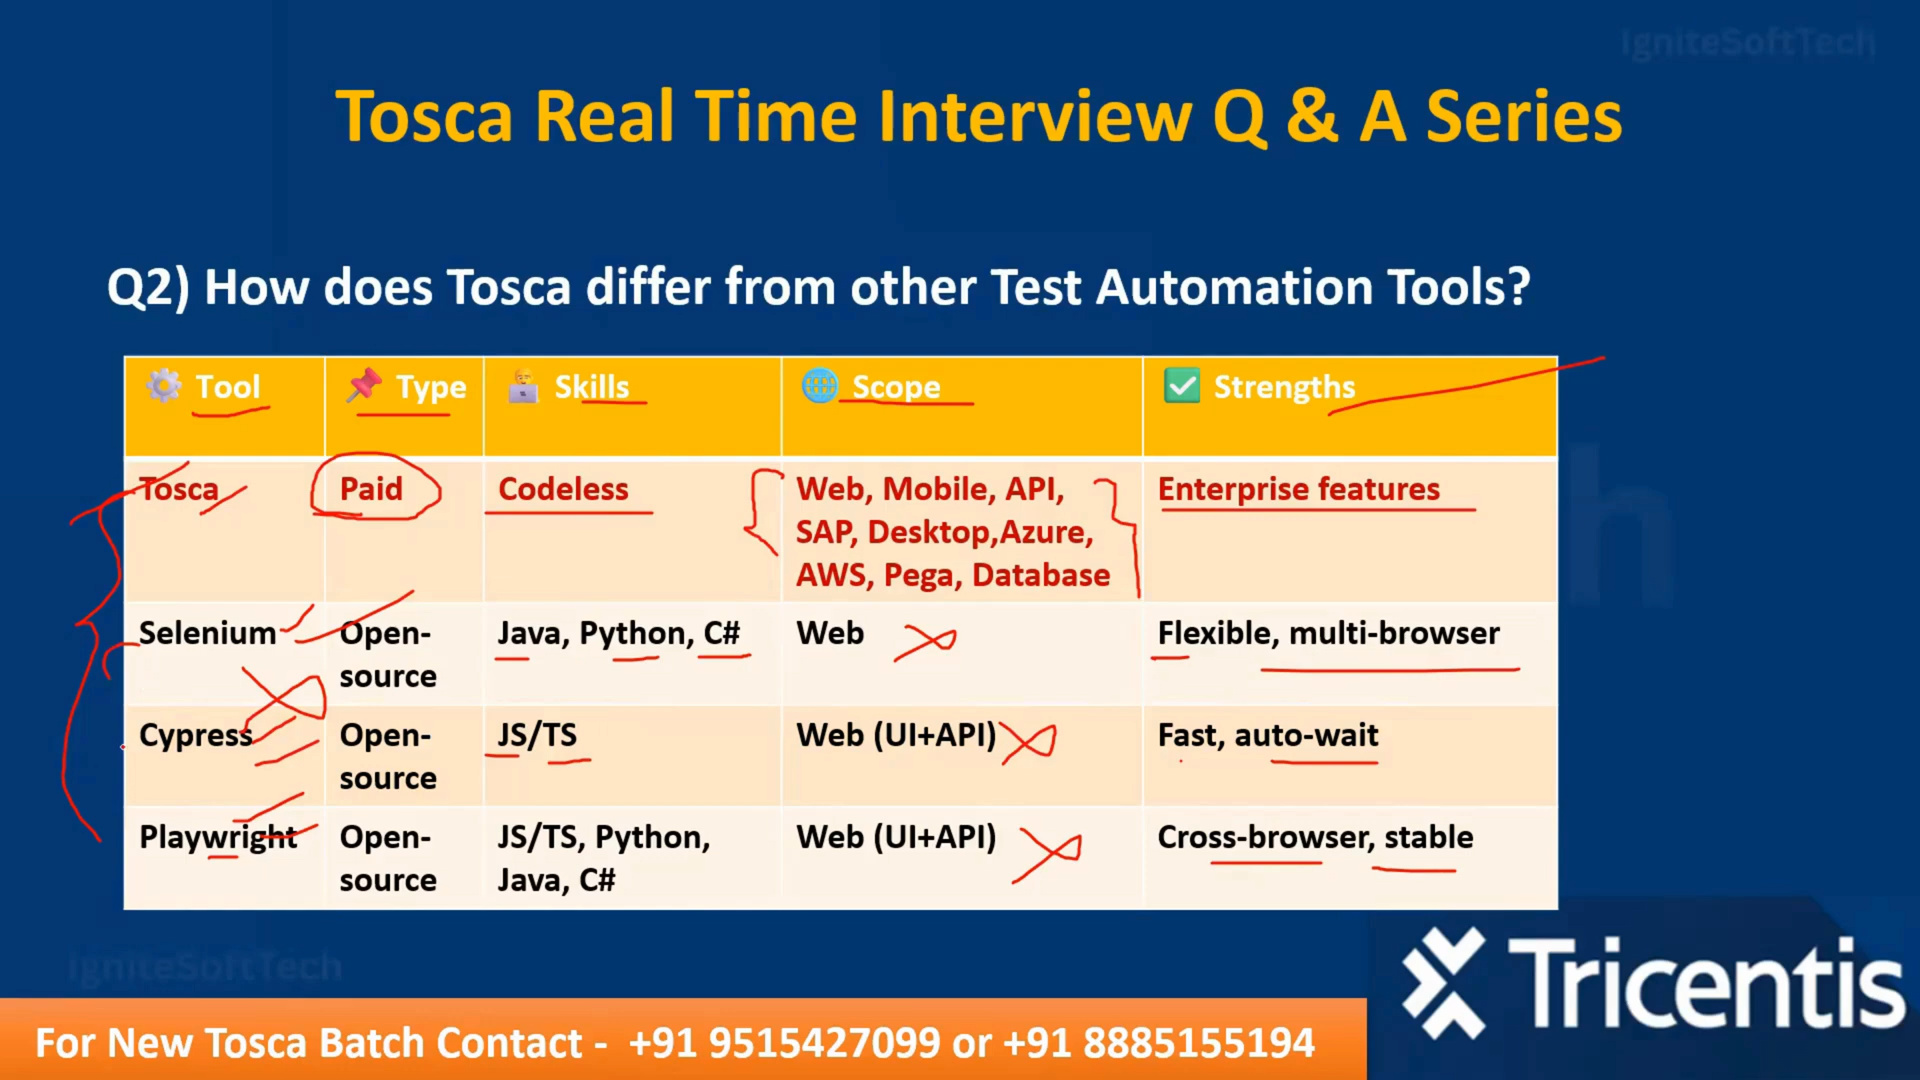 IgniteSoftTech
Tosca Real Time Interview Q & A Series
Q2) How does Tosca differ from other Test Automation Tools?
Tool Type Skills Scope Strengths
Tosca Paid Codeless Web, Mobile, API, Enterprise features
SAP, Desktop,Azure,
AWS, Pega, Database
Selenium Open- Java, Python, C# Web Flexible, multi-browser
source
Cypress Open- JS/TS Web (UI+API) Fast, auto-wait
source
Playwright Open- JS/TS, Python, Web (UI+API) Cross-browser, stable
source Java, C#
IgniteSoftTech
Tricentis
For New Tosca Batch Contact - +91 9515427099 or +91 8885155194